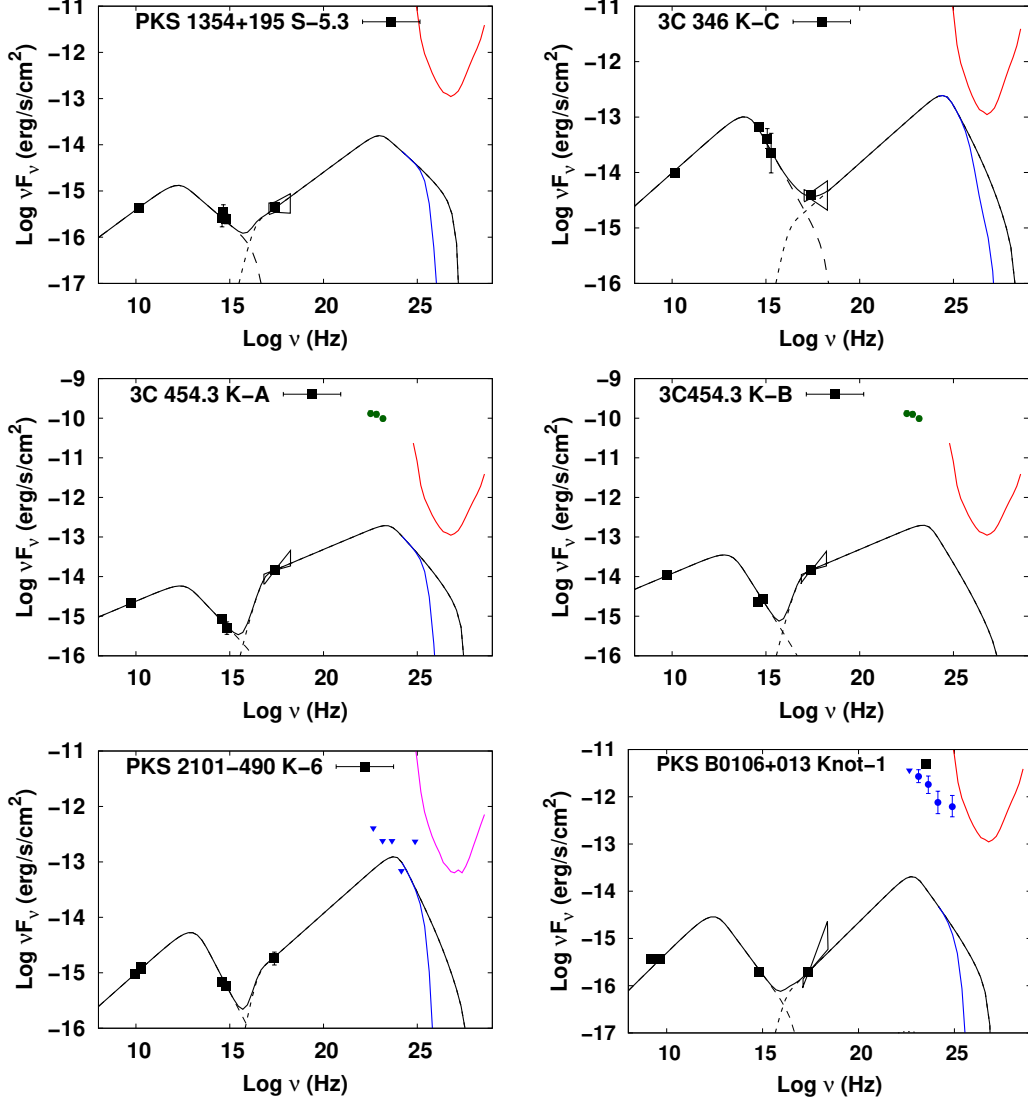 PKS 1354+195 S-5.3
Log νFν (erg/s/cm²)
-11
-12
-13
-14
-15
-16
-17
10 15 20 25
Log ν (Hz)
3C 346 K-C
Log νFν (erg/s/cm²)
-11
-12
-13
-14
-15
-16
10 15 20 25
Log ν (Hz)
3C 454.3 K-A
Log νFν (erg/s/cm²)
-9
-10
-11
-12
-13
-14
-15
-16
10 15 20 25
Log ν (Hz)
3C454.3 K-B
Log νFν (erg/s/cm²)
-9
-10
-11
-12
-13
-14
-15
-16
10 15 20 25
Log ν (Hz)
PKS 2101-490 K-6
Log νFν (erg/s/cm²)
-11
-12
-13
-14
-15
-16
10 15 20 25
Log ν (Hz)
PKS B0106+013 Knot-1
Log νFν (erg/s/cm²)
-11
-12
-13
-14
-15
-16
-17
10 15 20 25
Log ν (Hz)